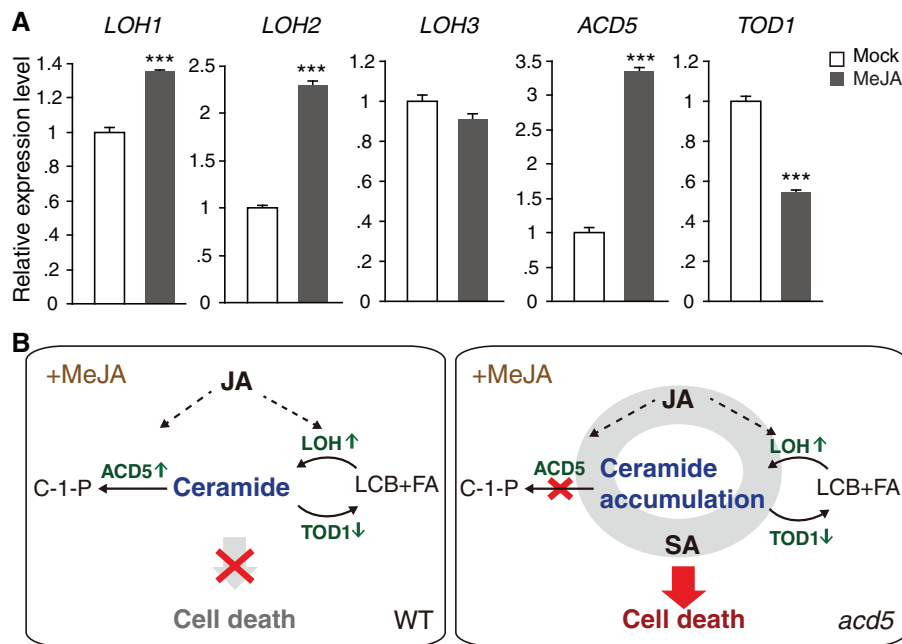 A
LOH1 LOH2 LOH3 ACD5 TOD1
Mock
MeJA
Relative expression level
1.4
1.2
1
.8
.6
.4
.2
0
***
2.5
2
1.5
1
.5
0
***
1.2
1
.8
.6
.4
.2
0
3.5
3
2.5
2
1.5
1
.5
0
***
1.2
1
.8
.6
.4
.2
0
***
B
+MeJA
JA
LOH↑
ACD5↑
C-1-P
Ceramide
LCB+FA
TOD1↓
Cell death
WT
+MeJA
JA
LOH↑
ACD5
C-1-P
Ceramide
accumulation
LCB+FA
TOD1↓
SA
Cell death
acd5